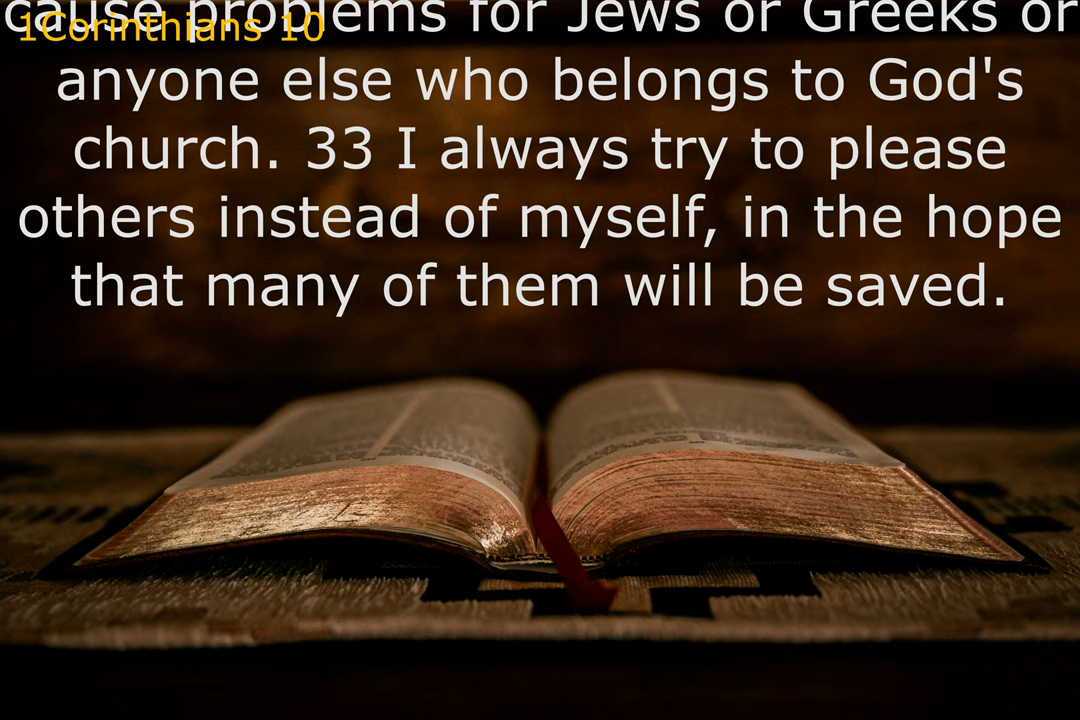 1Corinthians 10
cause problems for Jews or Greeks or
anyone else who belongs to God's
church. 33 I always try to please
others instead of myself, in the hope
that many of them will be saved.